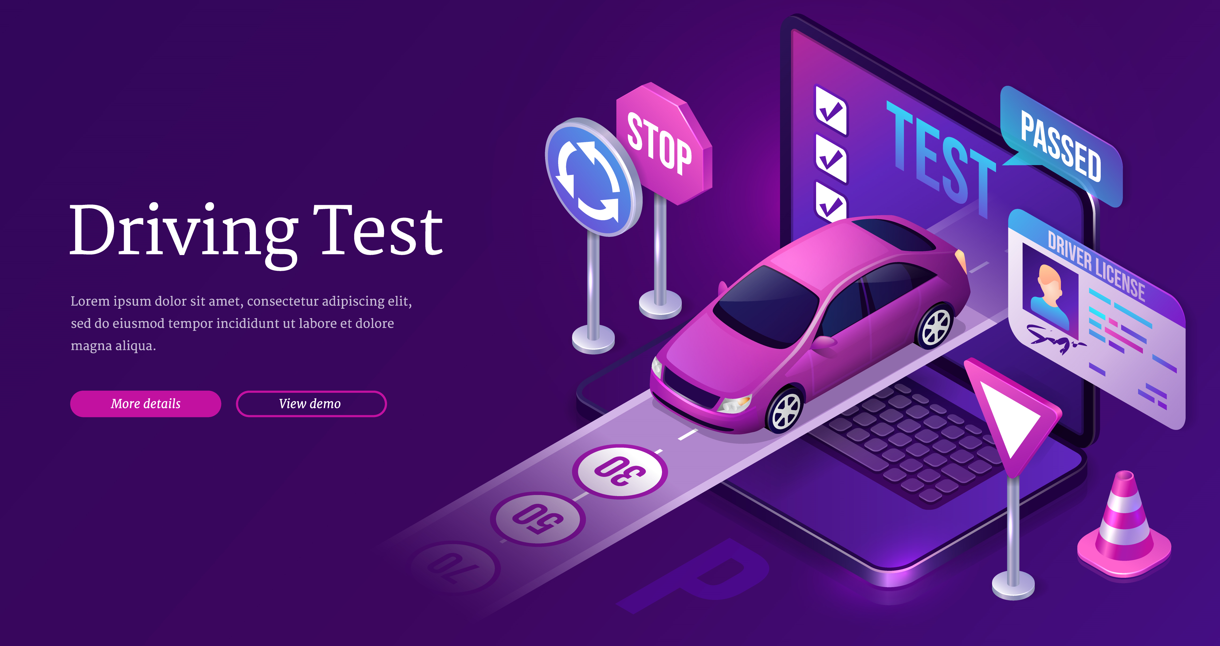 Driving Test
Lorem ipsum dolor sit amet, consectetur adipiscing elit,
sed do eiusmod tempor incididunt ut labore et dolore
magna aliqua.
More details
View demo
STOP
TEST
PASSED
DRIVER LICENSE
30
50
70
P